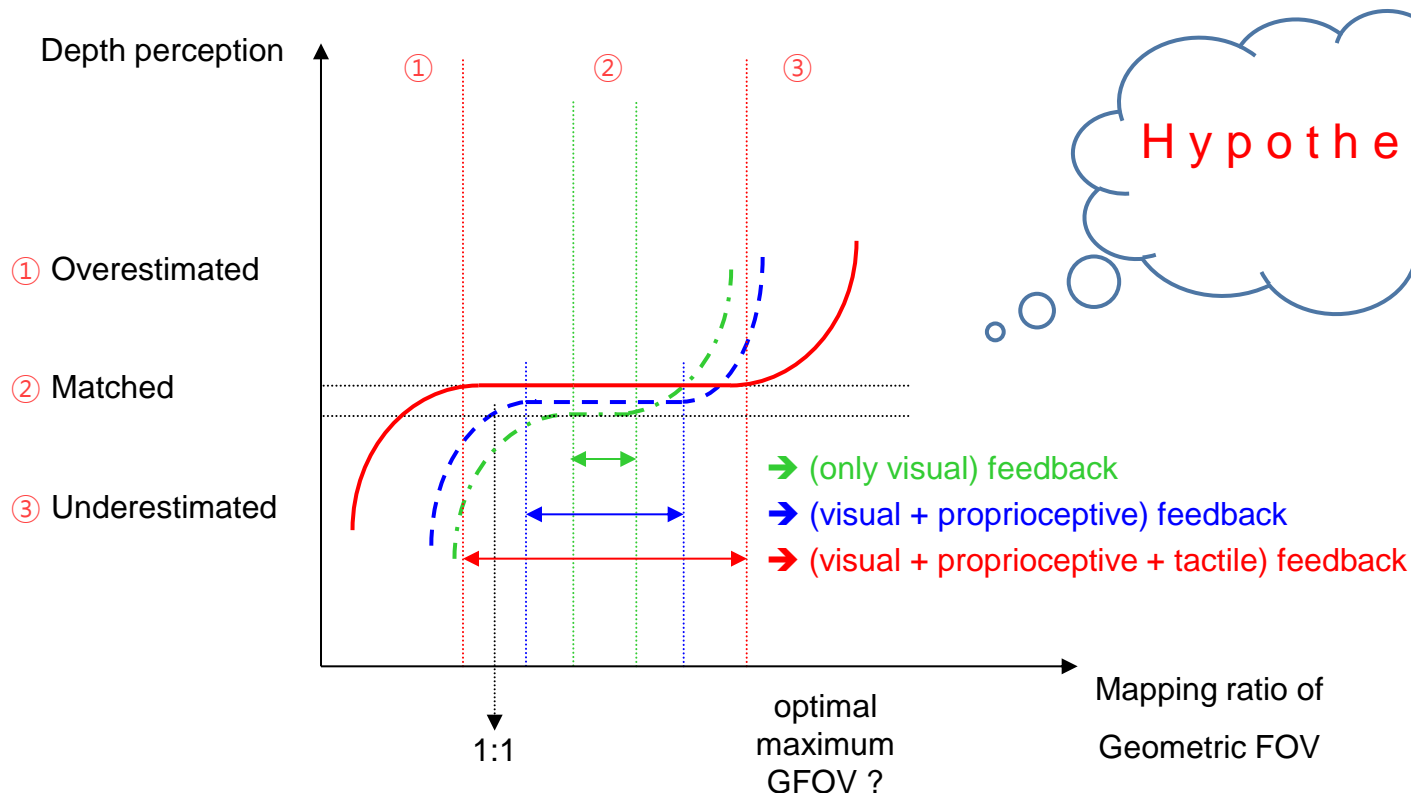 Depth perception
① ② ③
H y p o t h e
① Overestimated
② Matched
③ Underestimated
➔ (only visual) feedback
➔ (visual + proprioceptive) feedback
➔ (visual + proprioceptive + tactile) feedback
1:1
optimal
maximum
GFOV ?
Mapping ratio of
Geometric FOV